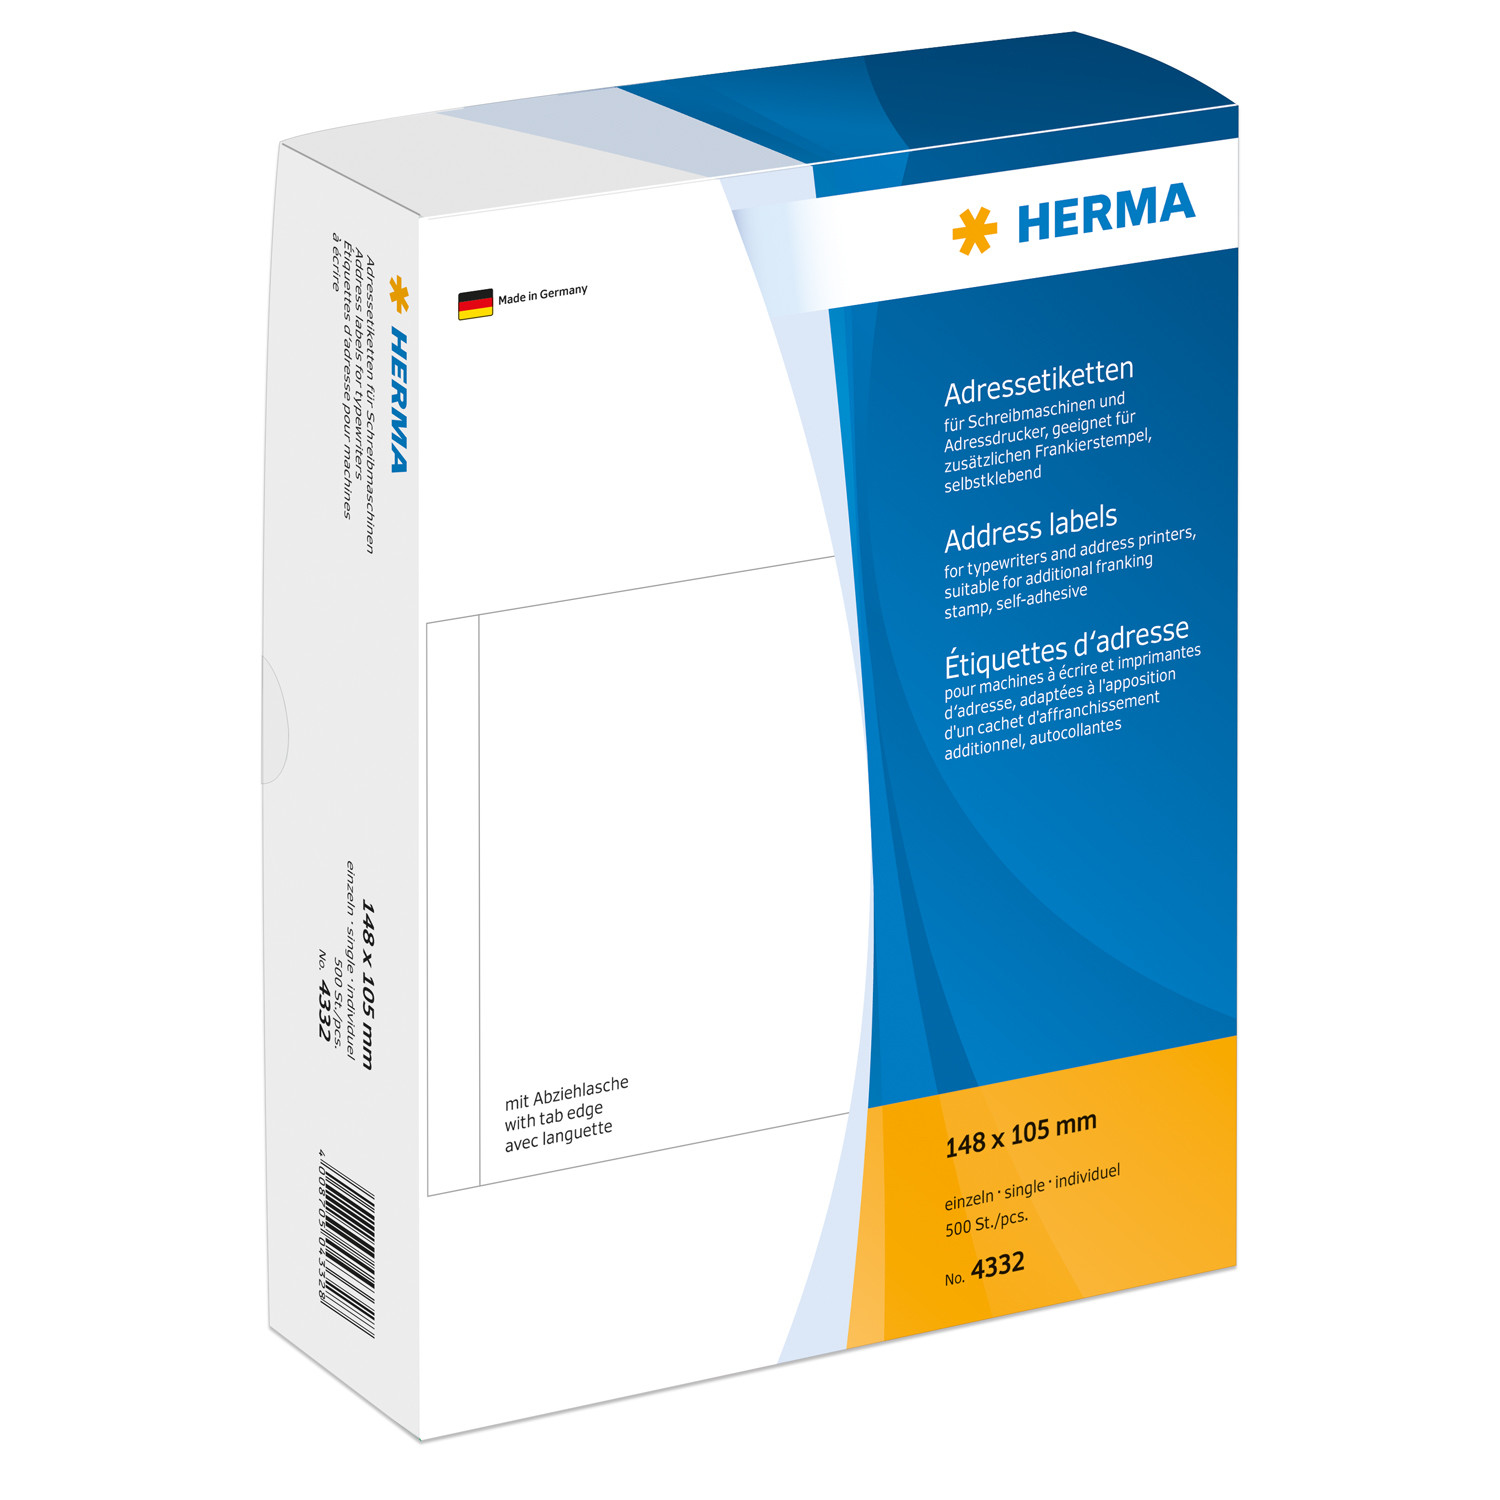 HERMA
Made in Germany
Adressetiketten
für Schreibmaschinen und
Adressdrucker, geeignet für
zusätzlichen Frankierstempel,
selbstklebend
Address labels
for typewriters and address printers,
suitable for additional franking
stamp, self-adhesive
Étiquettes d‘adresse
pour machines à écrire et imprimantes
d‘adresse, adaptées à l'apposition
d'un cachet d'affranchissement
additionnel, autocollantes
mit Abziehlasche
with tab edge
avec languette
148 x 105 mm
einzeln · single · individuel
500 St./pcs.
No. 4332
HERMA
Adressetiketten für Schreibmaschinen
Address labels for typewriters
Étiquettes d‘adresse pour machines
à écrire
148 x 105 mm
einzeln · single · individuel
500 St./pcs.
No. 4332
4 008705 043328